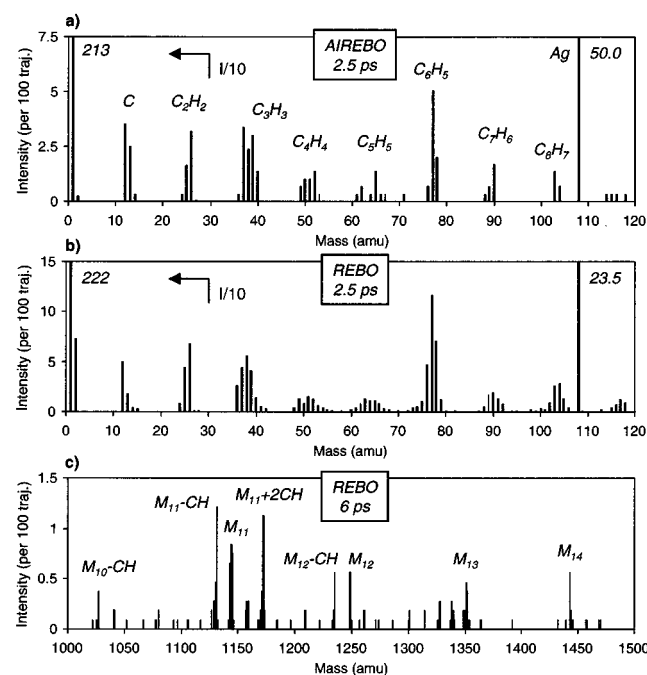 a)
7.5
5
2.5
0
Intensity (per 100 traj.)
213
I/10
AIREBO
2.5 ps
Ag
50.0
C
C2H2
C3H3
C4H4
C5H5
C6H5
C7H6
C8H7
0 10 20 30 40 50 60 70 80 90 100 110 120
Mass (amu)
b)
15
10
5
0
Intensity (per 100 traj.)
222
I/10
REBO
2.5 ps
23.5
0 10 20 30 40 50 60 70 80 90 100 110 120
Mass (amu)
c)
1.5
1
0.5
0
Intensity (per 100 traj.)
REBO
6 ps
M10-CH
M11-CH
M11
M11+2CH
M12-CH
M12
M13
M14
1000 1050 1100 1150 1200 1250 1300 1350 1400 1450 1500
Mass (amu)